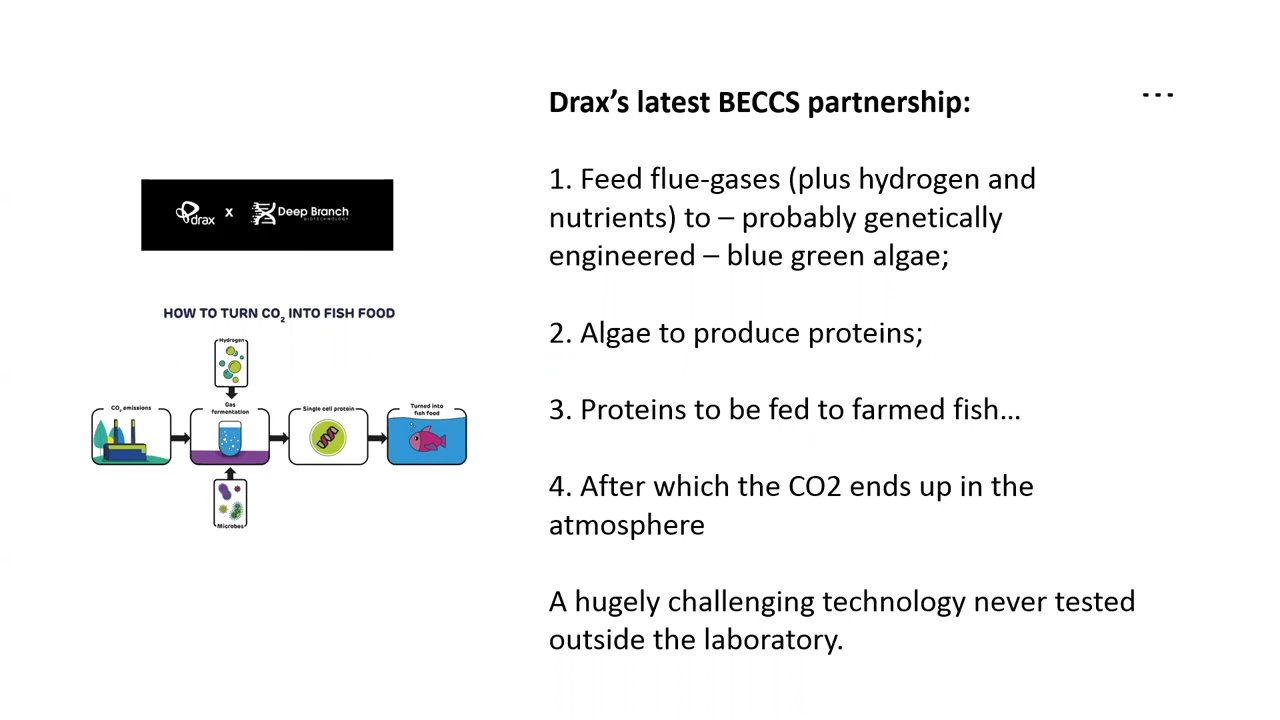 Drax’s latest BECCS partnership:
...
1. Feed flue-gases (plus hydrogen and
nutrients) to – probably genetically
engineered – blue green algae;
2. Algae to produce proteins;
3. Proteins to be fed to farmed fish…
4. After which the CO2 ends up in the
atmosphere
A hugely challenging technology never tested
outside the laboratory.
drax x Deep Branch
BIOTECHNOLOGY
HOW TO TURN CO₂ INTO FISH FOOD
Hydrogen
CO₂ emissions
Gas
fermentation
Single cell protein
Turned into
fish food
Microbes